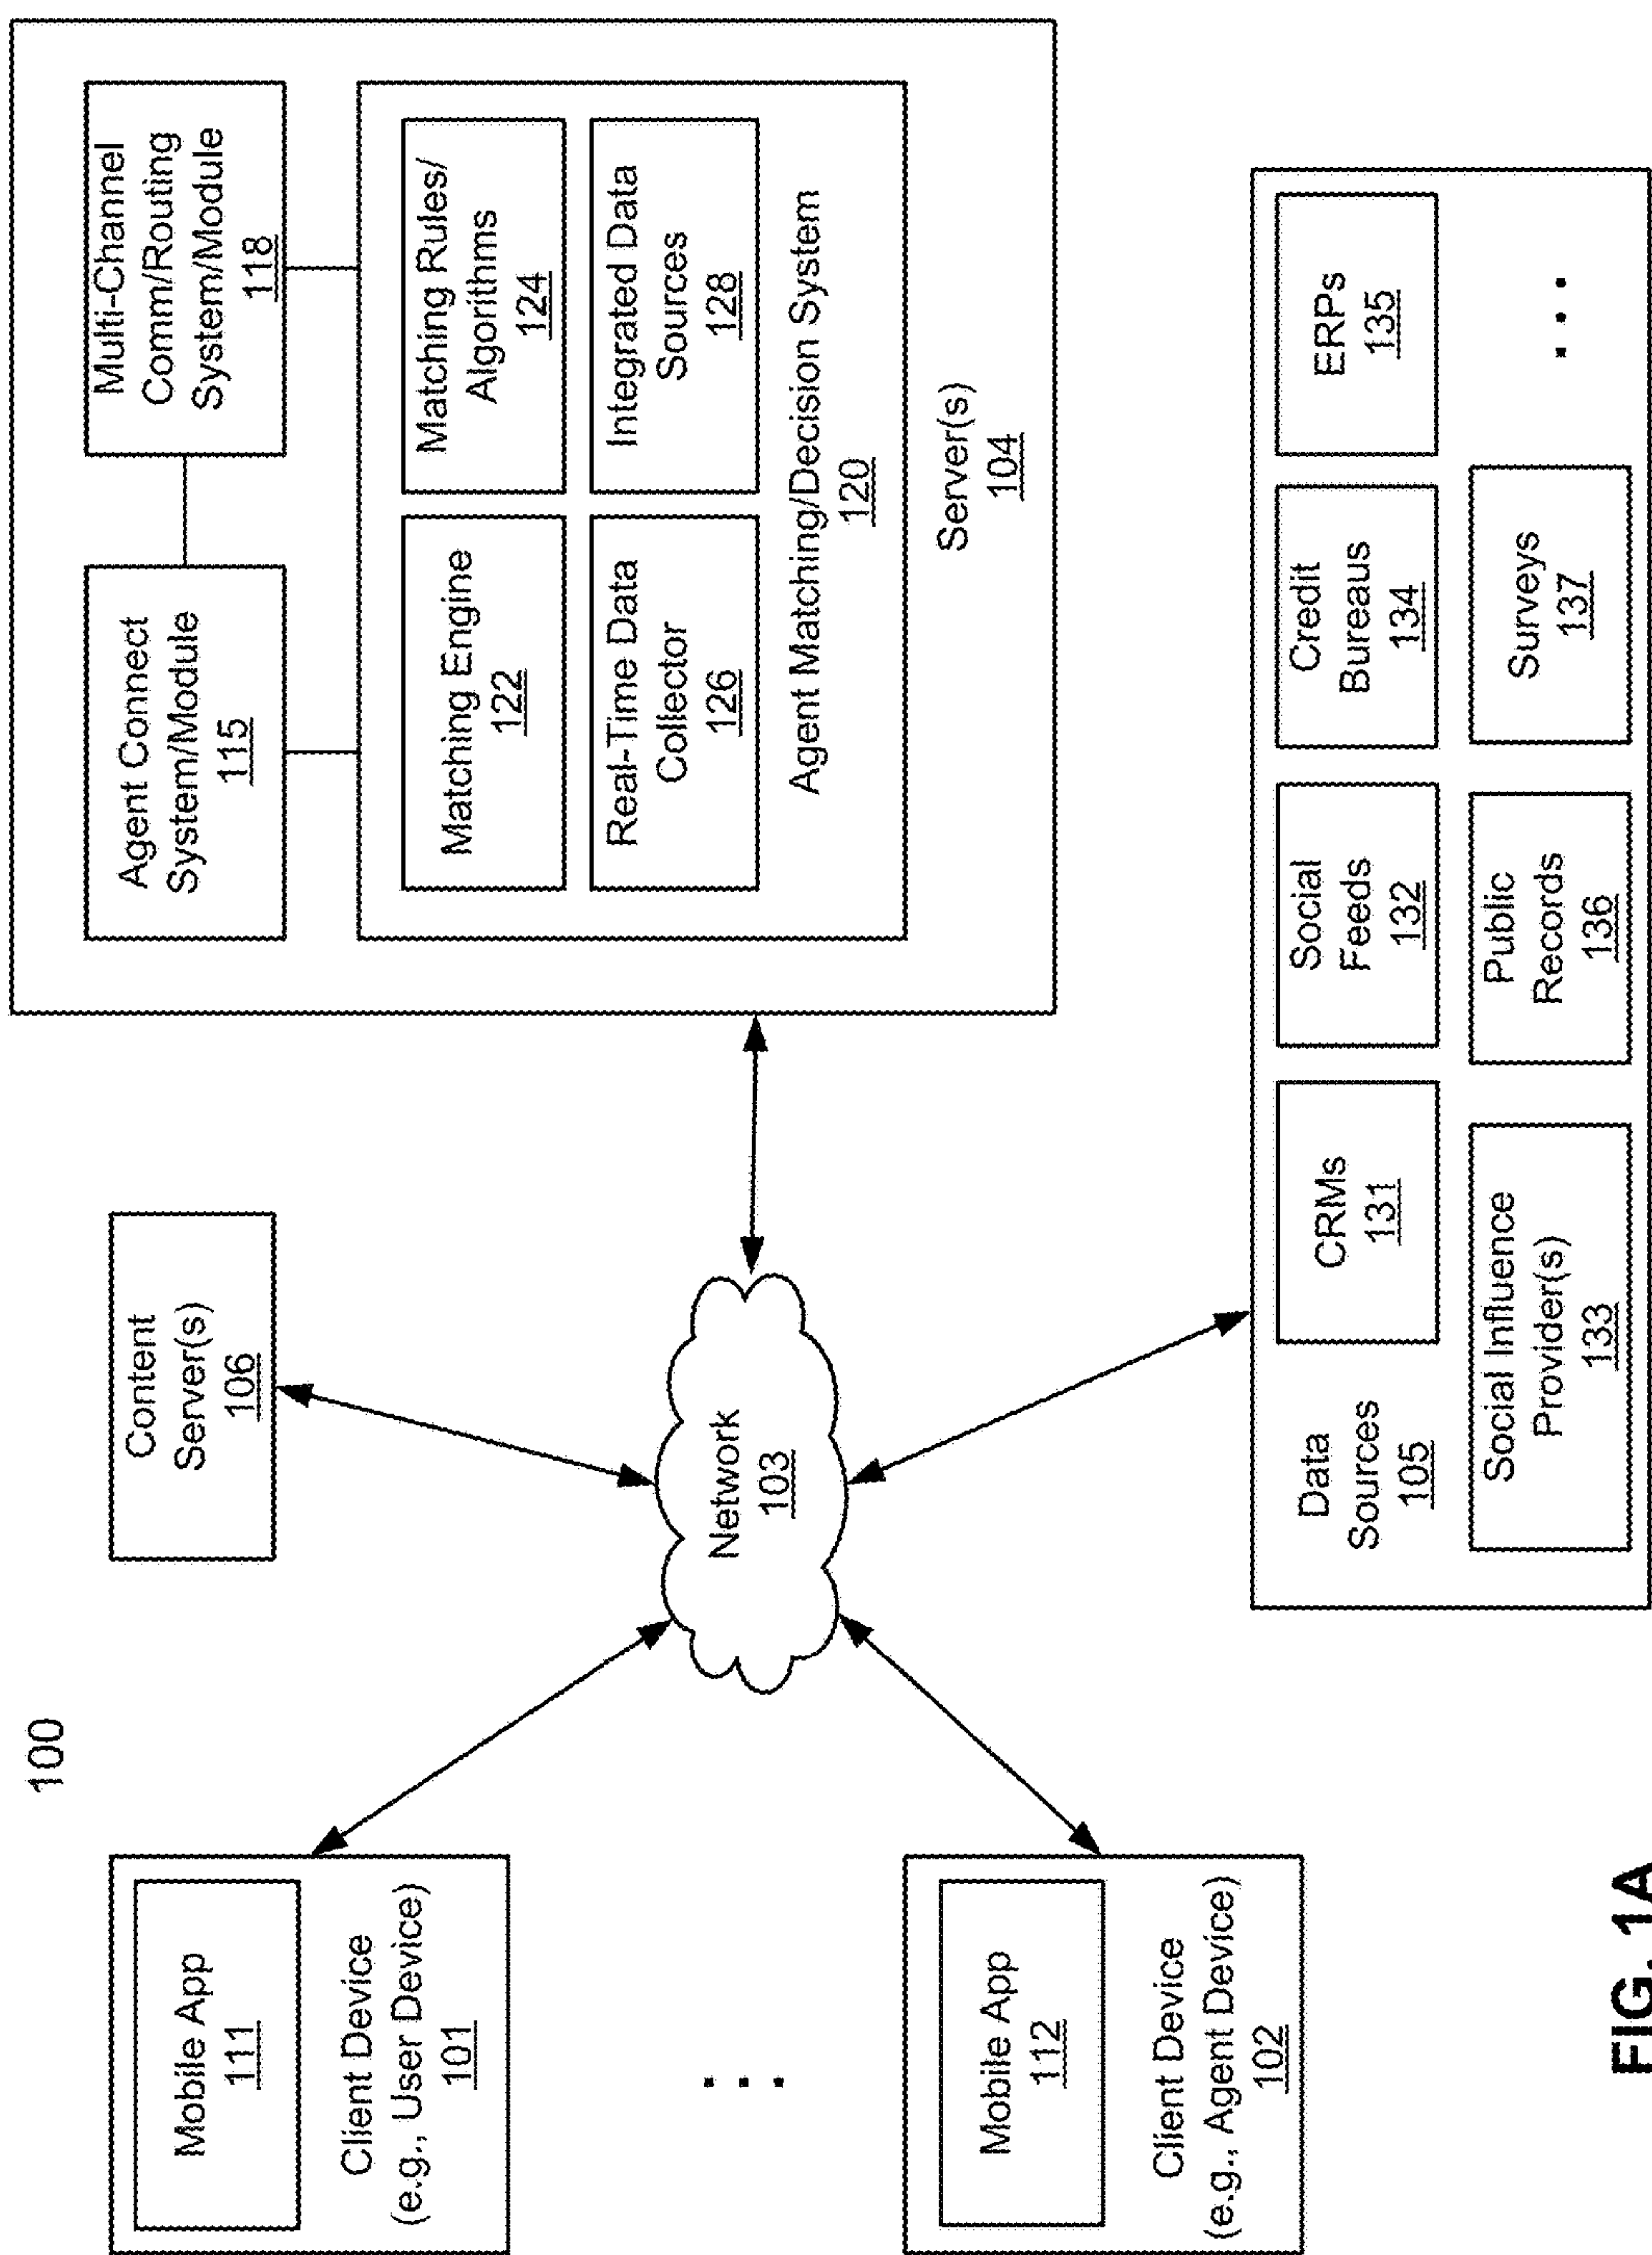 100
Mobile App
111
Client Device
(e.g., User Device)
101
. . .
Mobile App
112
Client Device
(e.g., Agent Device)
102
Content
Server(s)
106
Network
103
Agent Connect
System/Module
115
Multi-Channel
Comm/Routing
System/Module
118
Matching Engine
122
Matching Rules/
Algorithms
124
Real-Time Data
Collector
126
Integrated Data
Sources
128
Agent Matching/Decision System
120
Server(s)
104
Data
Sources
105
CRMs
131
Social
Feeds
132
Credit
Bureaus
134
ERPs
135
Social Influence
Provider(s)
133
Public
Records
136
Surveys
137
. . .
FIG. 1A